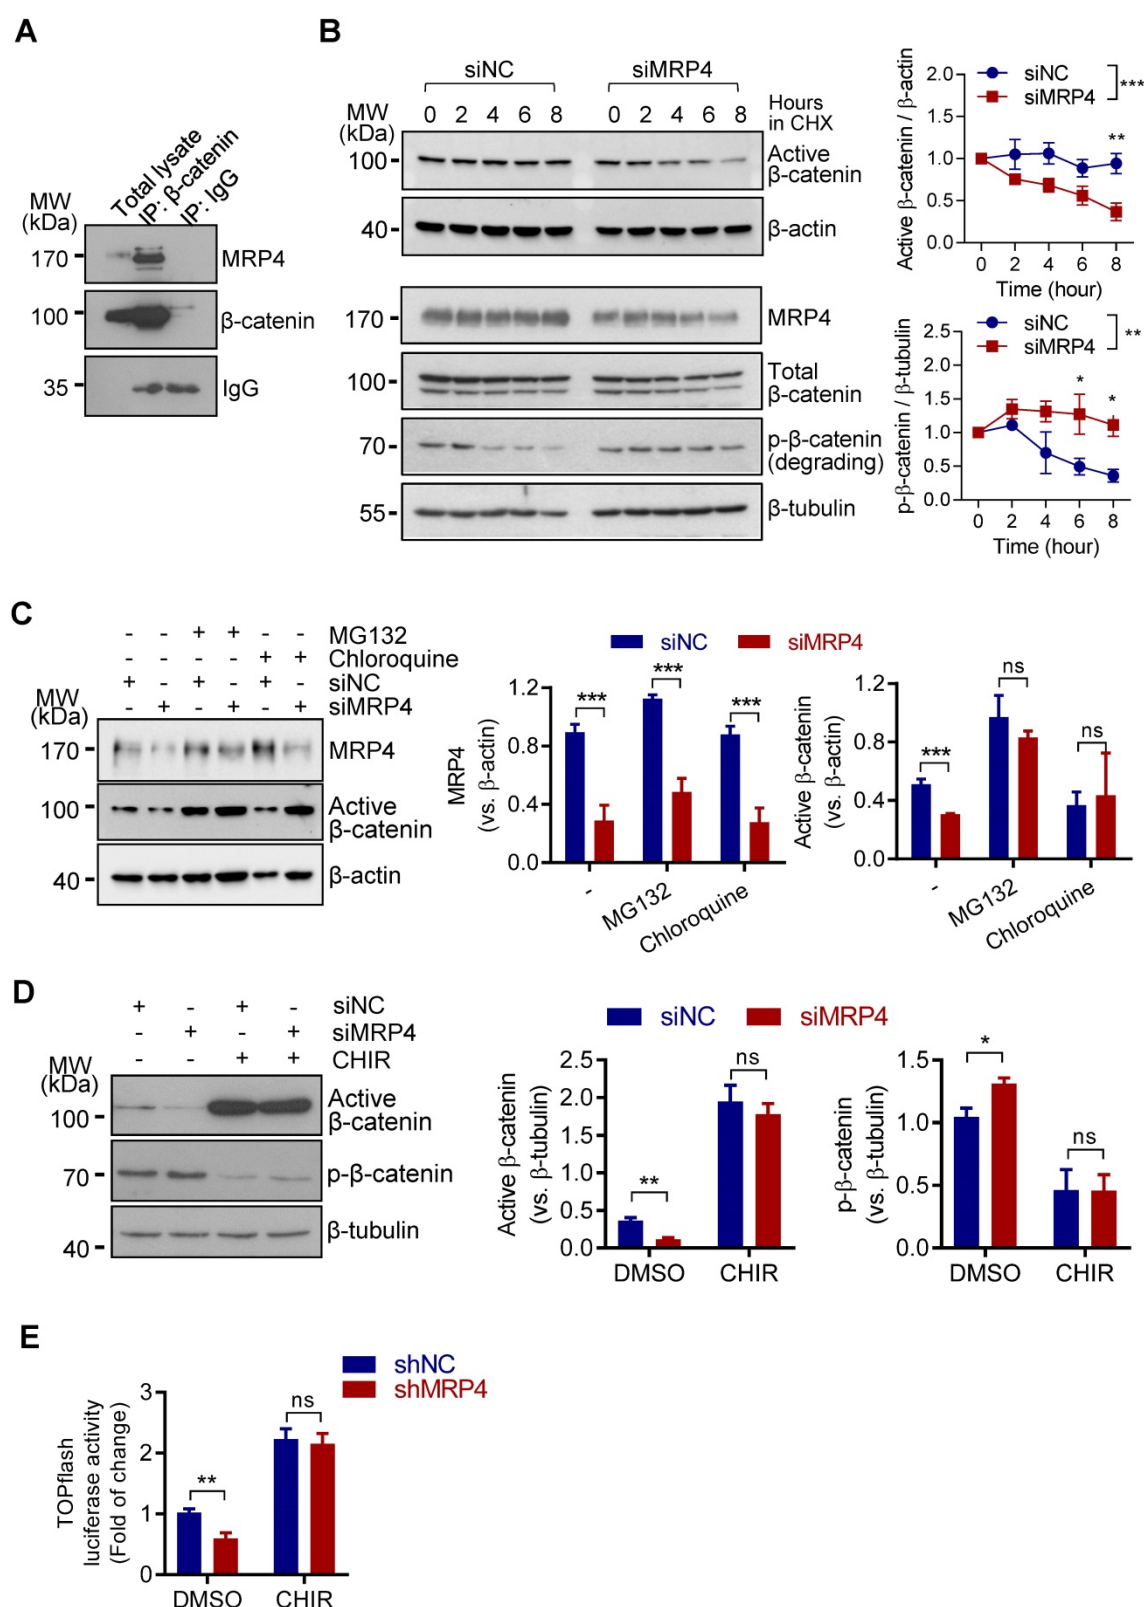 A
MW
(kDa)
Total lysate
IP: β-catenin
IP: IgG
170
MRP4
100
β-catenin
35
IgG
B
siNC
siMRP4
MW
(kDa)
0 2 4 6 8
0 2 4 6 8
Hours
in CHX
100
Active
β-catenin
40
β-actin
170
MRP4
100
Total
β-catenin
70
p-β-catenin
(degrading)
55
β-tubulin
Active β-catenin / β-actin
2.0
1.5
1.0
0.5
0.0
siNC
siMRP4
***
**
0 2 4 6 8
Time (hour)
p-β-catenin / β-tubulin
2.5
2.0
1.5
1.0
0.5
0.0
siNC
siMRP4
**
*
*
0 2 4 6 8
Time (hour)
C
- - + + - - MG132
- - - - + + Chloroquine
+ - + - + - siNC
- + - + - + siMRP4
MW
(kDa)
170
MRP4
100
Active
β-catenin
40
β-actin
siNC
siMRP4
MRP4
(vs. β-actin)
1.2
0.8
0.4
0.0
***
***
***
-
MG132
Chloroquine
Active β-catenin
(vs. β-actin)
1.2
0.8
0.4
0.0
***
ns
ns
-
MG132
Chloroquine
D
+ - + - siNC
- + - + siMRP4
- - + + CHIR
MW
(kDa)
100
Active
β-catenin
70
p-β-catenin
40
β-tubulin
siNC
siMRP4
Active β-catenin
(vs. β-tubulin)
2.5
2.0
1.5
1.0
0.5
0.0
**
ns
DMSO CHIR
p-β-catenin
(vs. β-tubulin)
1.5
1.0
0.5
0.0
*
ns
DMSO CHIR
E
shNC
shMRP4
TOPflash
luciferase activity
(Fold of change)
3
2
1
0
**
ns
DMSO CHIR